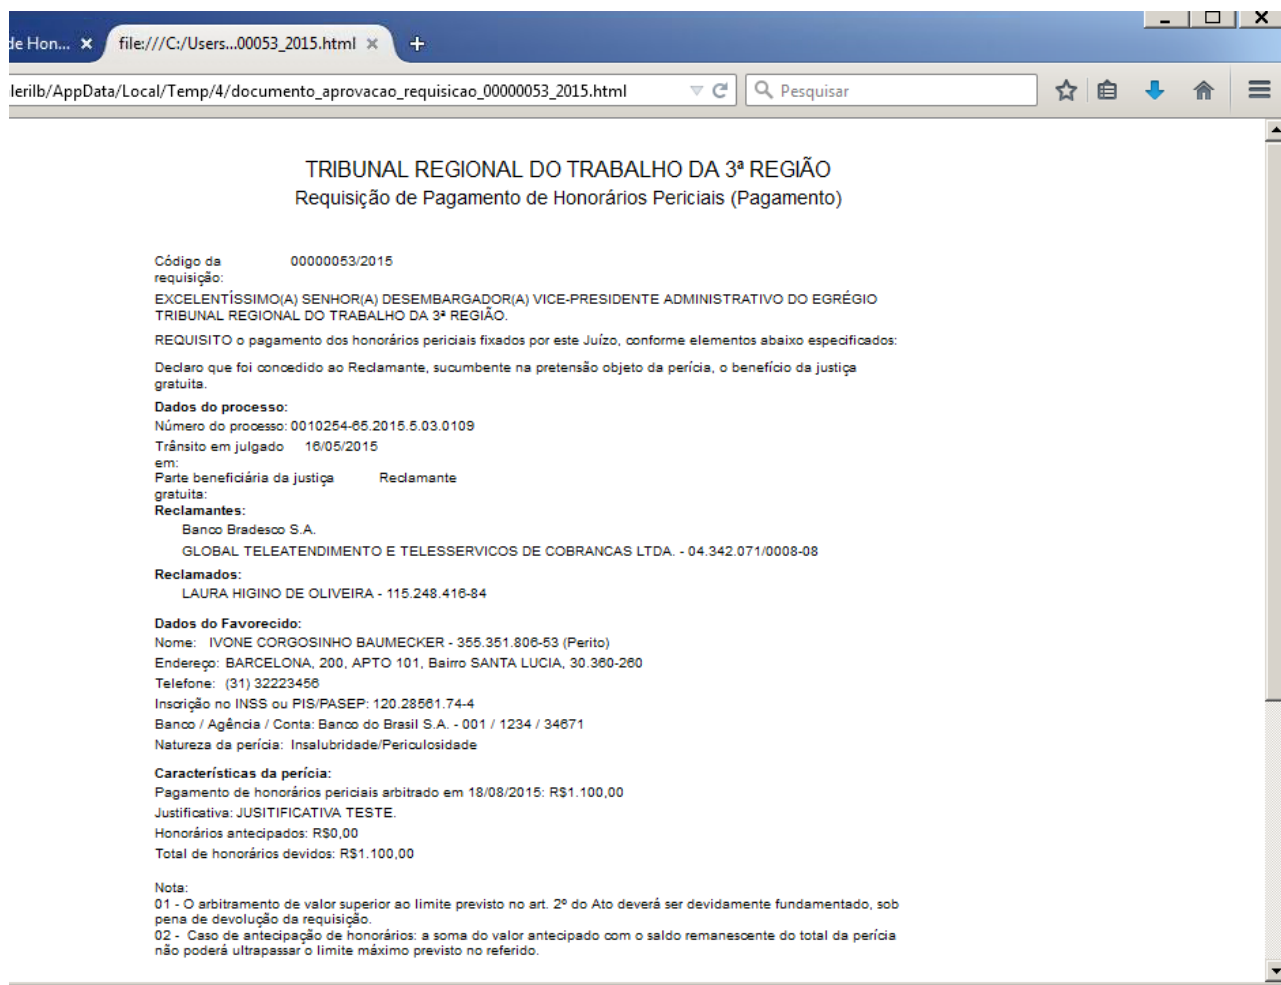 de Hon...
file:///C:/Users...00053_2015.html
lerilb/AppData/Local/Temp/4/documento_aprovacao_requisicao_00000053_2015.html
Pesquisar
TRIBUNAL REGIONAL DO TRABALHO DA 3ª REGIÃO
Requisição de Pagamento de Honorários Periciais (Pagamento)
Código da 00000053/2015
requisição:
EXCELENTÍSSIMO(A) SENHOR(A) DESEMBARGADOR(A) VICE-PRESIDENTE ADMINISTRATIVO DO EGRÉGIO
TRIBUNAL REGIONAL DO TRABALHO DA 3ª REGIÃO.
REQUISITO o pagamento dos honorários periciais fixados por este Juízo, conforme elementos abaixo especificados:
Declaro que foi concedido ao Reclamante, sucumbente na pretensão objeto da perícia, o benefício da justiça
gratuita.
Dados do processo:
Número do processo: 0010254-65.2015.5.03.0109
Trânsito em julgado 16/05/2015
em:
Parte beneficiária da justiça Reclamante
gratuita:
Reclamantes:
Banco Bradesco S.A.
GLOBAL TELEATENDIMENTO E TELESSERVICOS DE COBRANCAS LTDA. - 04.342.071/0008-08
Reclamados:
LAURA HIGINO DE OLIVEIRA - 115.248.416-84
Dados do Favorecido:
Nome: IVONE CORGOSINHO BAUMECKER - 355.351.806-53 (Perito)
Endereço: BARCELONA, 200, APTO 101, Bairro SANTA LUCIA, 30.360-260
Telefone: (31) 32223456
Inscrição no INSS ou PIS/PASEP: 120.28561.74-4
Banco / Agência / Conta: Banco do Brasil S.A. - 001 / 1234 / 34671
Natureza da perícia: Insalubridade/Periculosidade
Características da perícia:
Pagamento de honorários periciais arbitrado em 18/08/2015: R$1.100,00
Justificativa: JUSITIFICATIVA TESTE.
Honorários antecipados: R$0,00
Total de honorários devidos: R$1.100,00
Nota:
01 - O arbitramento de valor superior ao limite previsto no art. 2º do Ato deverá ser devidamente fundamentado, sob
pena de devolução da requisição.
02 - Caso de antecipação de honorários: a soma do valor antecipado com o saldo remanescente do total da perícia
não poderá ultrapassar o limite máximo previsto no referido.